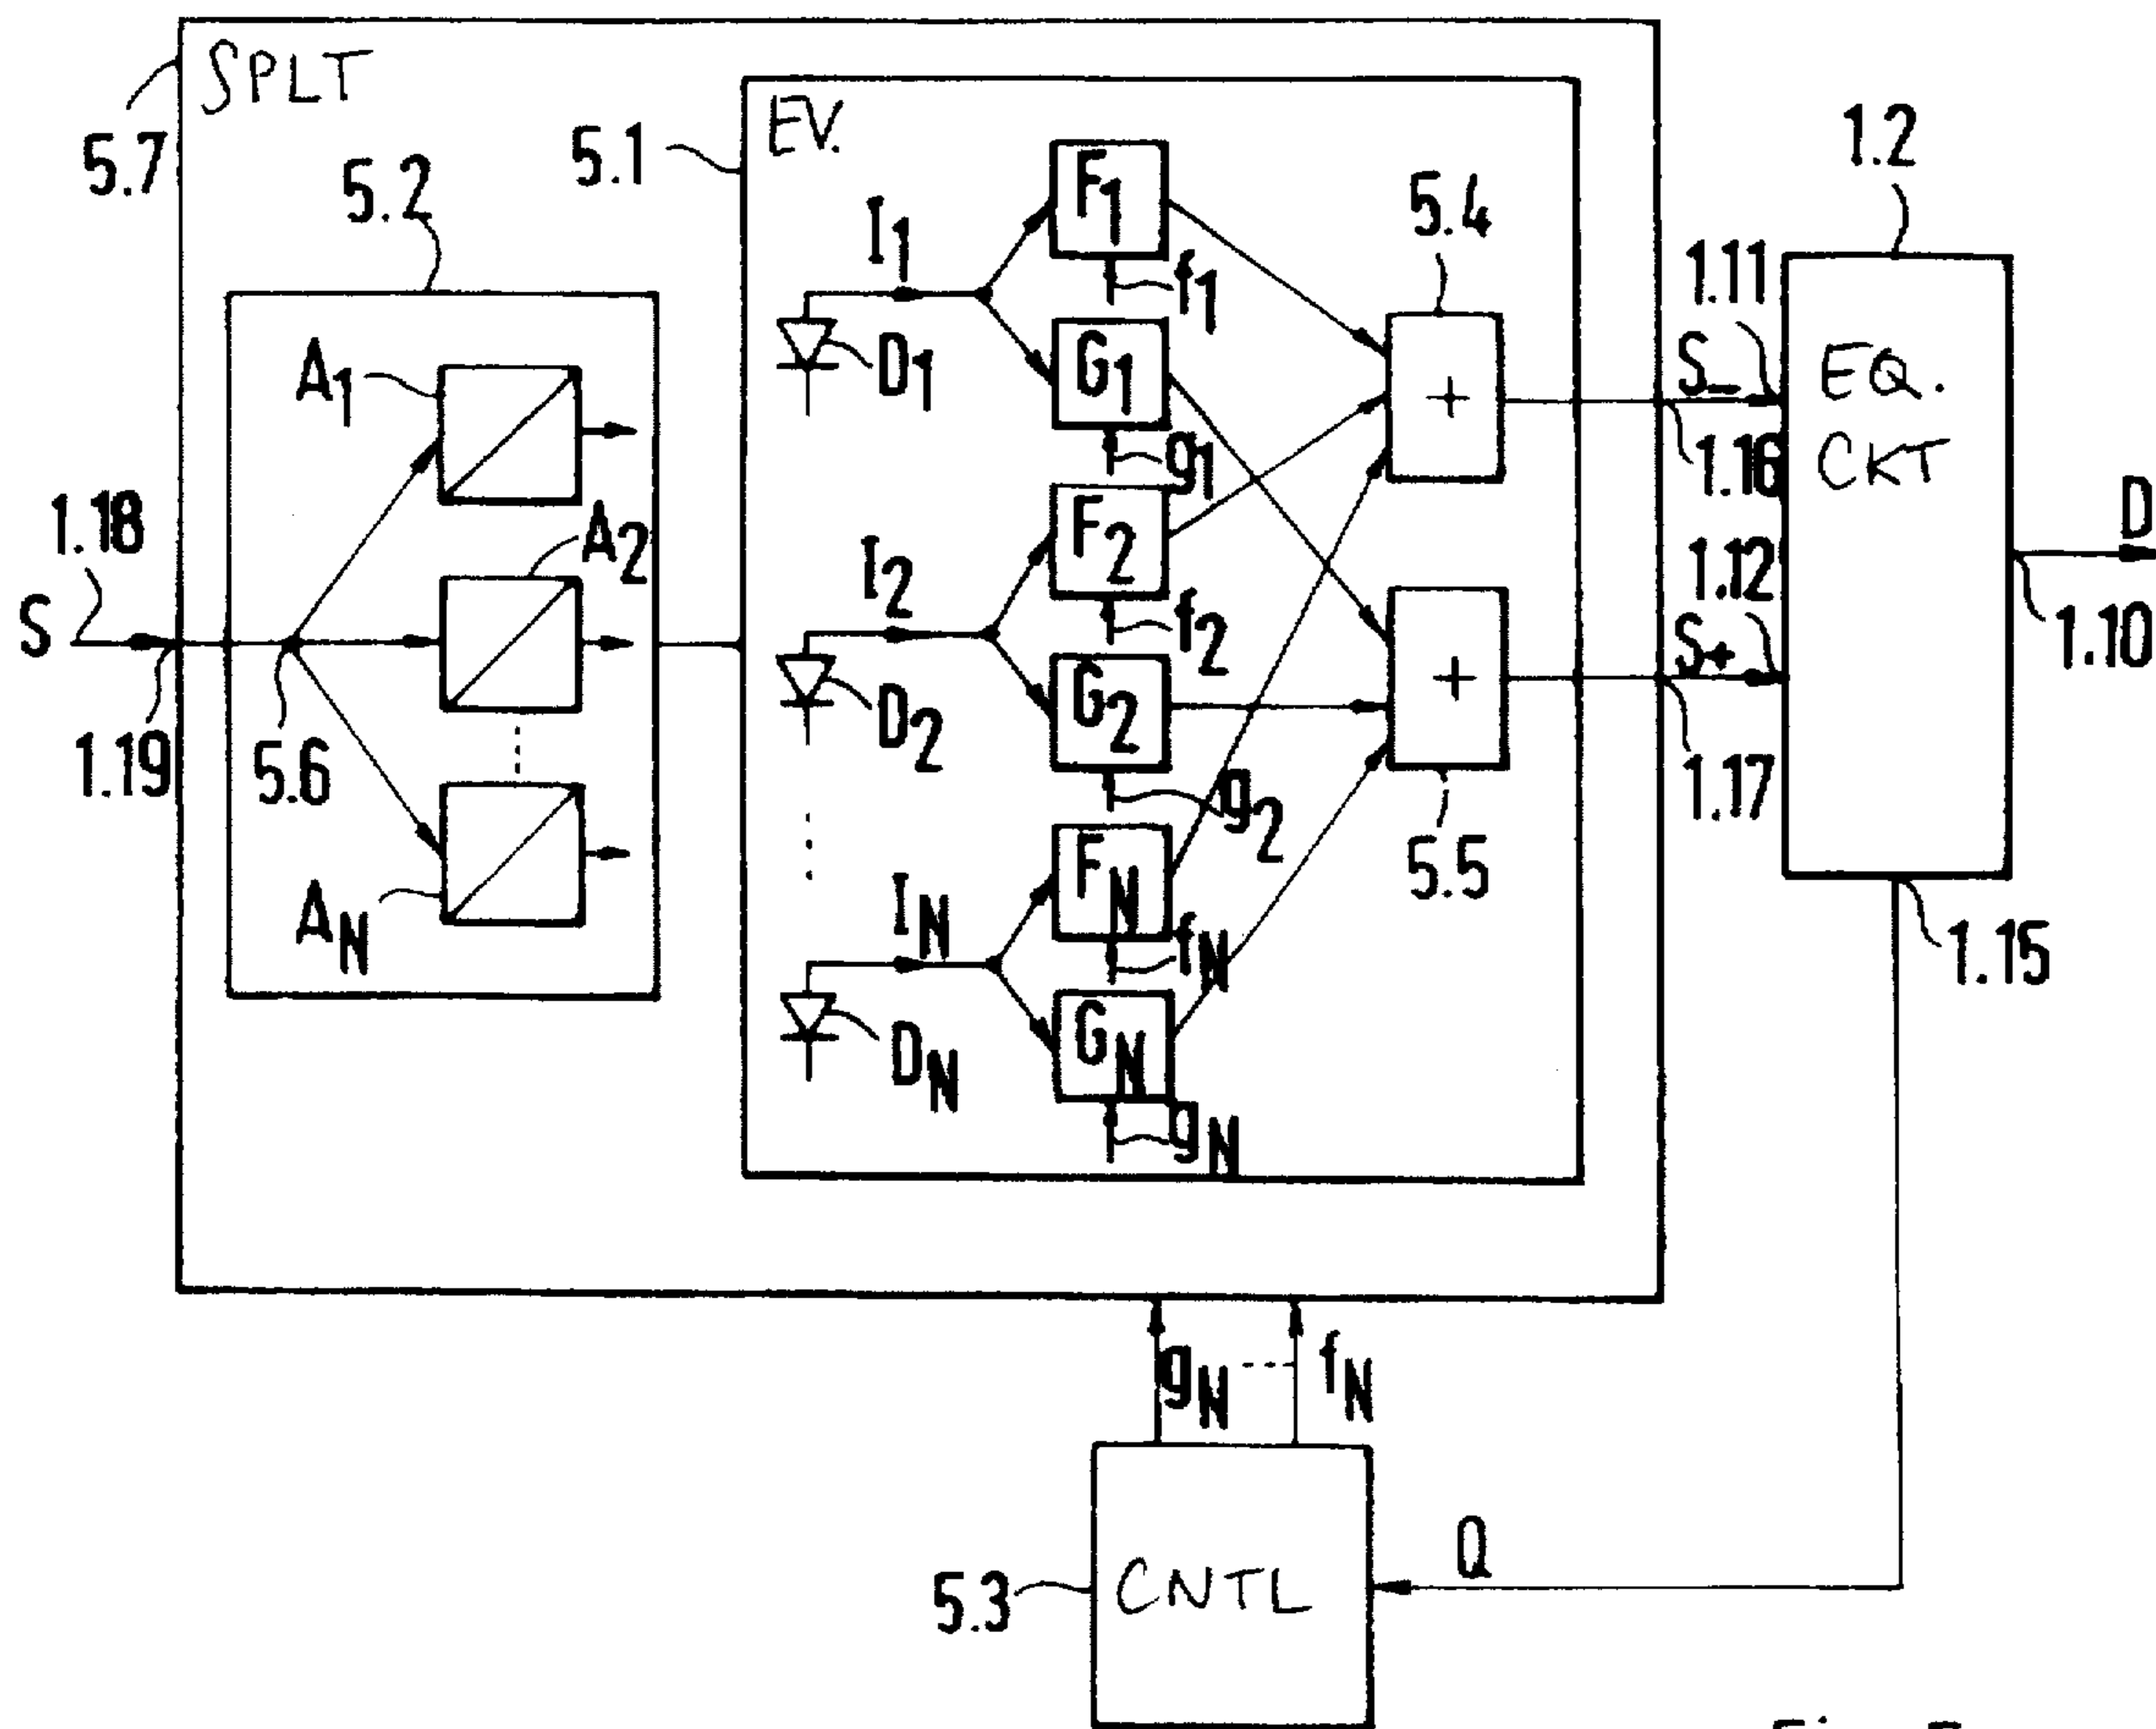 SPLT
5.7
5.2
5.1
EV.
1.2
I1
F1
f1
D1
G1
g1
5.4
+
1.11
S-
1.16
EQ.
CKT
A1
A2
AN
1.18
S
1.19
5.6
I2
F2
f2
D2
G2
g2
1.12
S+
1.17
+
5.5
D
1.10
IN
FN
fN
DN
GN
gN
1.15
gN
fN
Q
5.3
CNTL